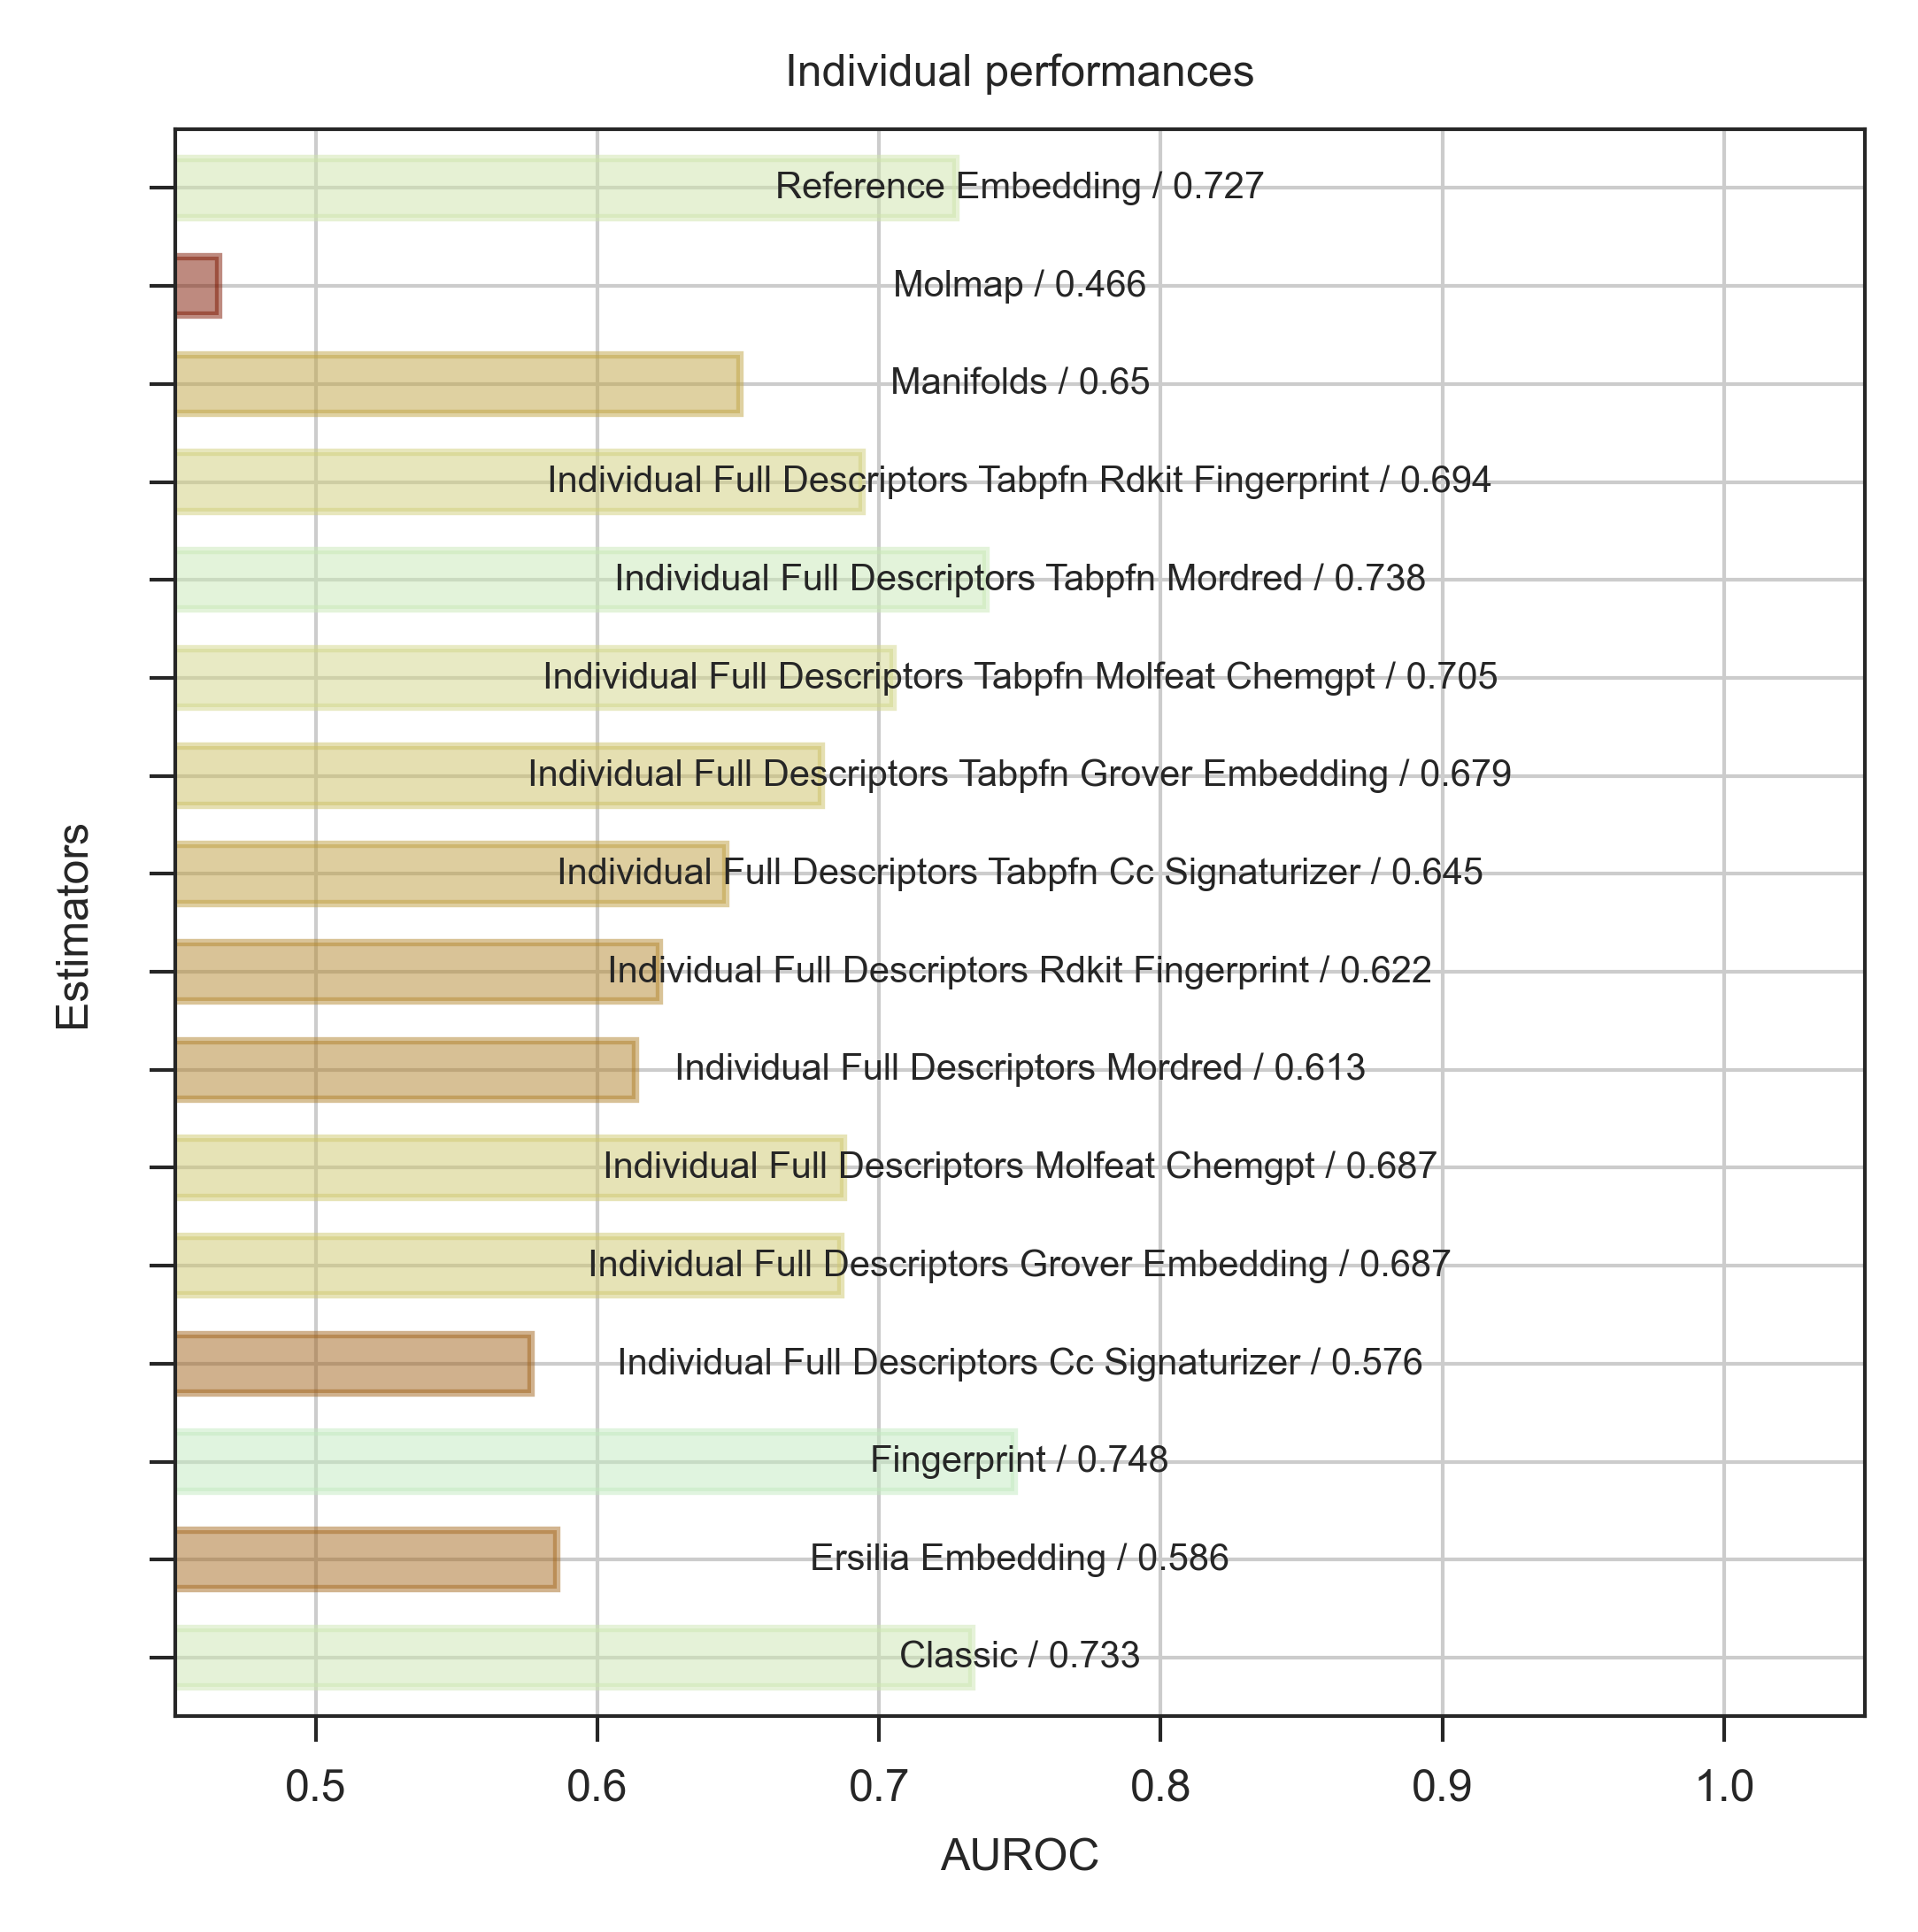 Individual performances
Reference Embedding / 0.727
Molmap / 0.466
Manifolds / 0.65
Individual Full Descriptors Tabpfn Rdkit Fingerprint / 0.694
Individual Full Descriptors Tabpfn Mordred / 0.738
Individual Full Descriptors Tabpfn Molfeat Chemgpt / 0.705
Individual Full Descriptors Tabpfn Grover Embedding / 0.679
Individual Full Descriptors Tabpfn Cc Signaturizer / 0.645
Individual Full Descriptors Rdkit Fingerprint / 0.622
Individual Full Descriptors Mordred / 0.613
Individual Full Descriptors Molfeat Chemgpt / 0.687
Individual Full Descriptors Grover Embedding / 0.687
Individual Full Descriptors Cc Signaturizer / 0.576
Fingerprint / 0.748
Ersilia Embedding / 0.586
Classic / 0.733
Estimators
0.5 0.6 0.7 0.8 0.9 1.0
AUROC